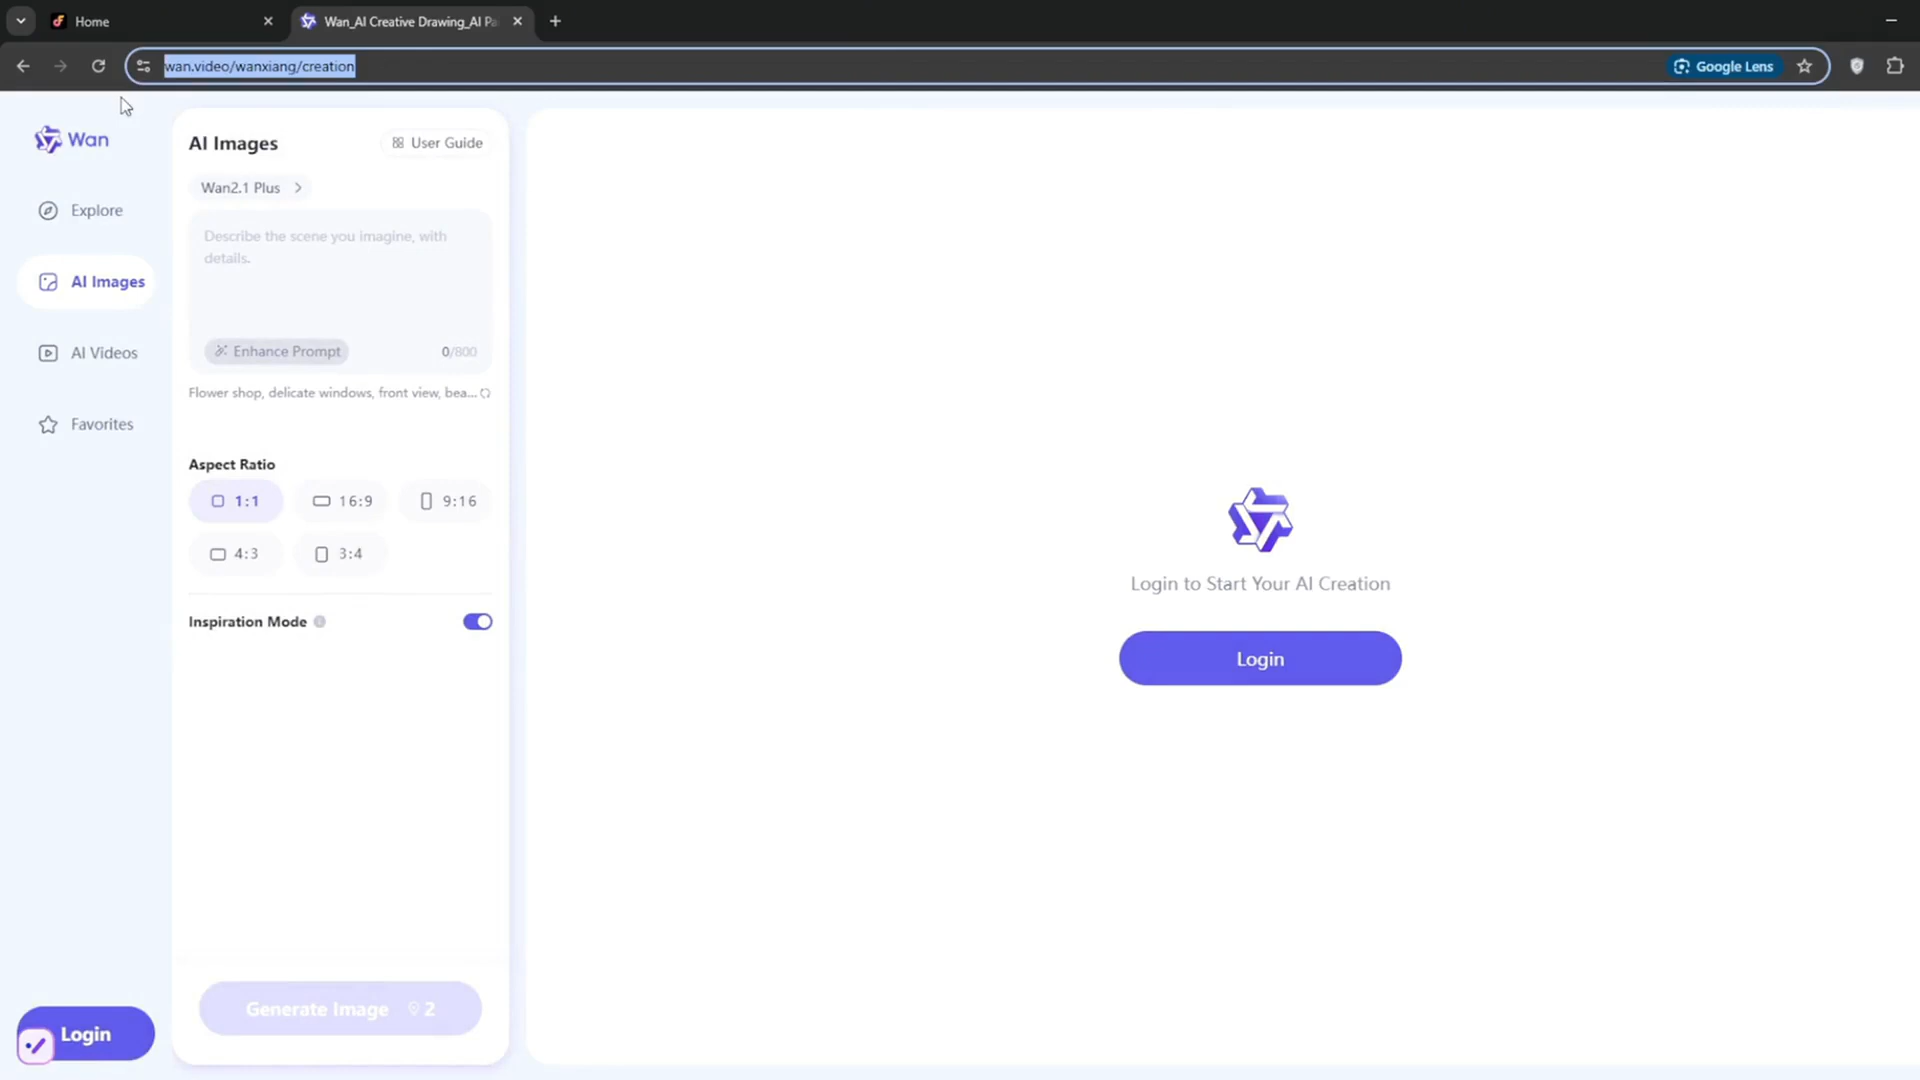 Home
Wan_AI Creative Drawing_AI Pa
wan.video/wanxiang/creation
Google Lens
Wan
Explore
AI Images
AI Videos
Favorites
Login
AI Images
User Guide
Wan2.1 Plus
Describe the scene you imagine, with
details.
Enhance Prompt
0/800
Flower shop, delicate windows, front view, bea...
Aspect Ratio
1:1
16:9
9:16
4:3
3:4
Inspiration Mode
Generate Image 2
Login to Start Your AI Creation
Login